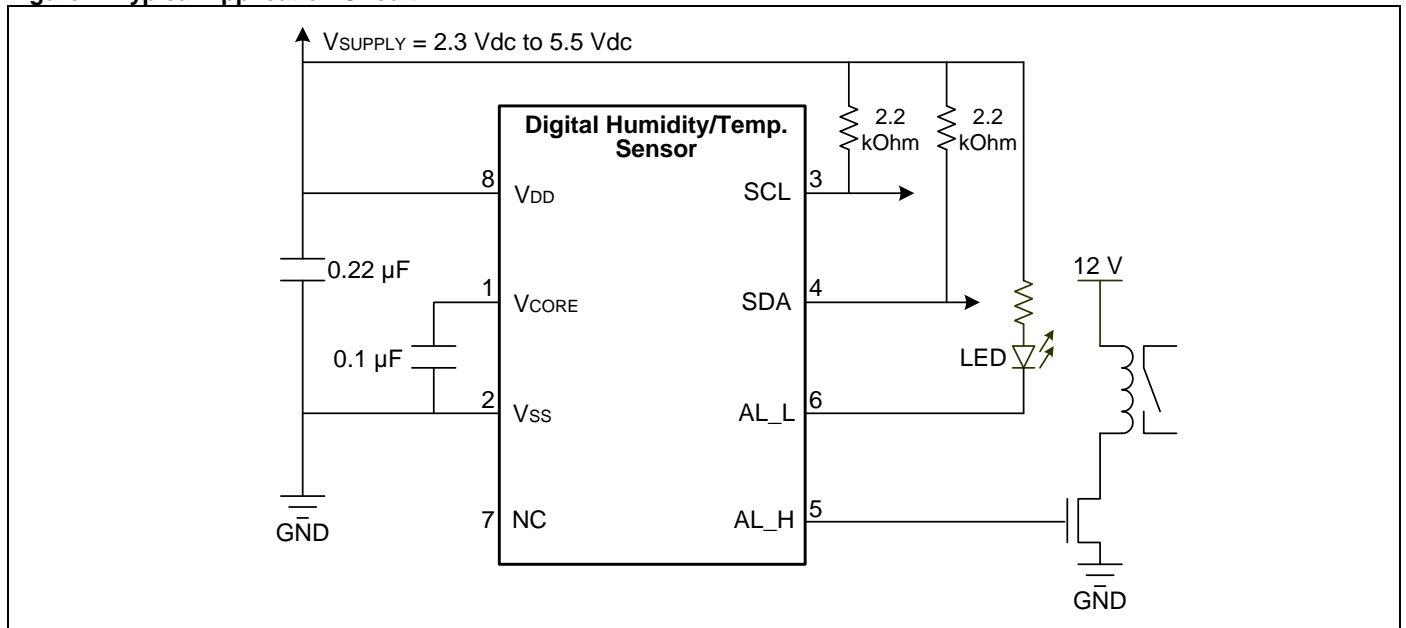 VSUPPLY = 2.3 Vdc to 5.5 Vdc
Digital Humidity/Temp.
Sensor
2.2
kOhm
2.2
kOhm
8
VDD
SCL
3
0.22 µF
1
VCORE
SDA
4
12 V
0.1 µF
LED
2
VSS
AL_L
6
7
NC
AL_H
5
GND
GND